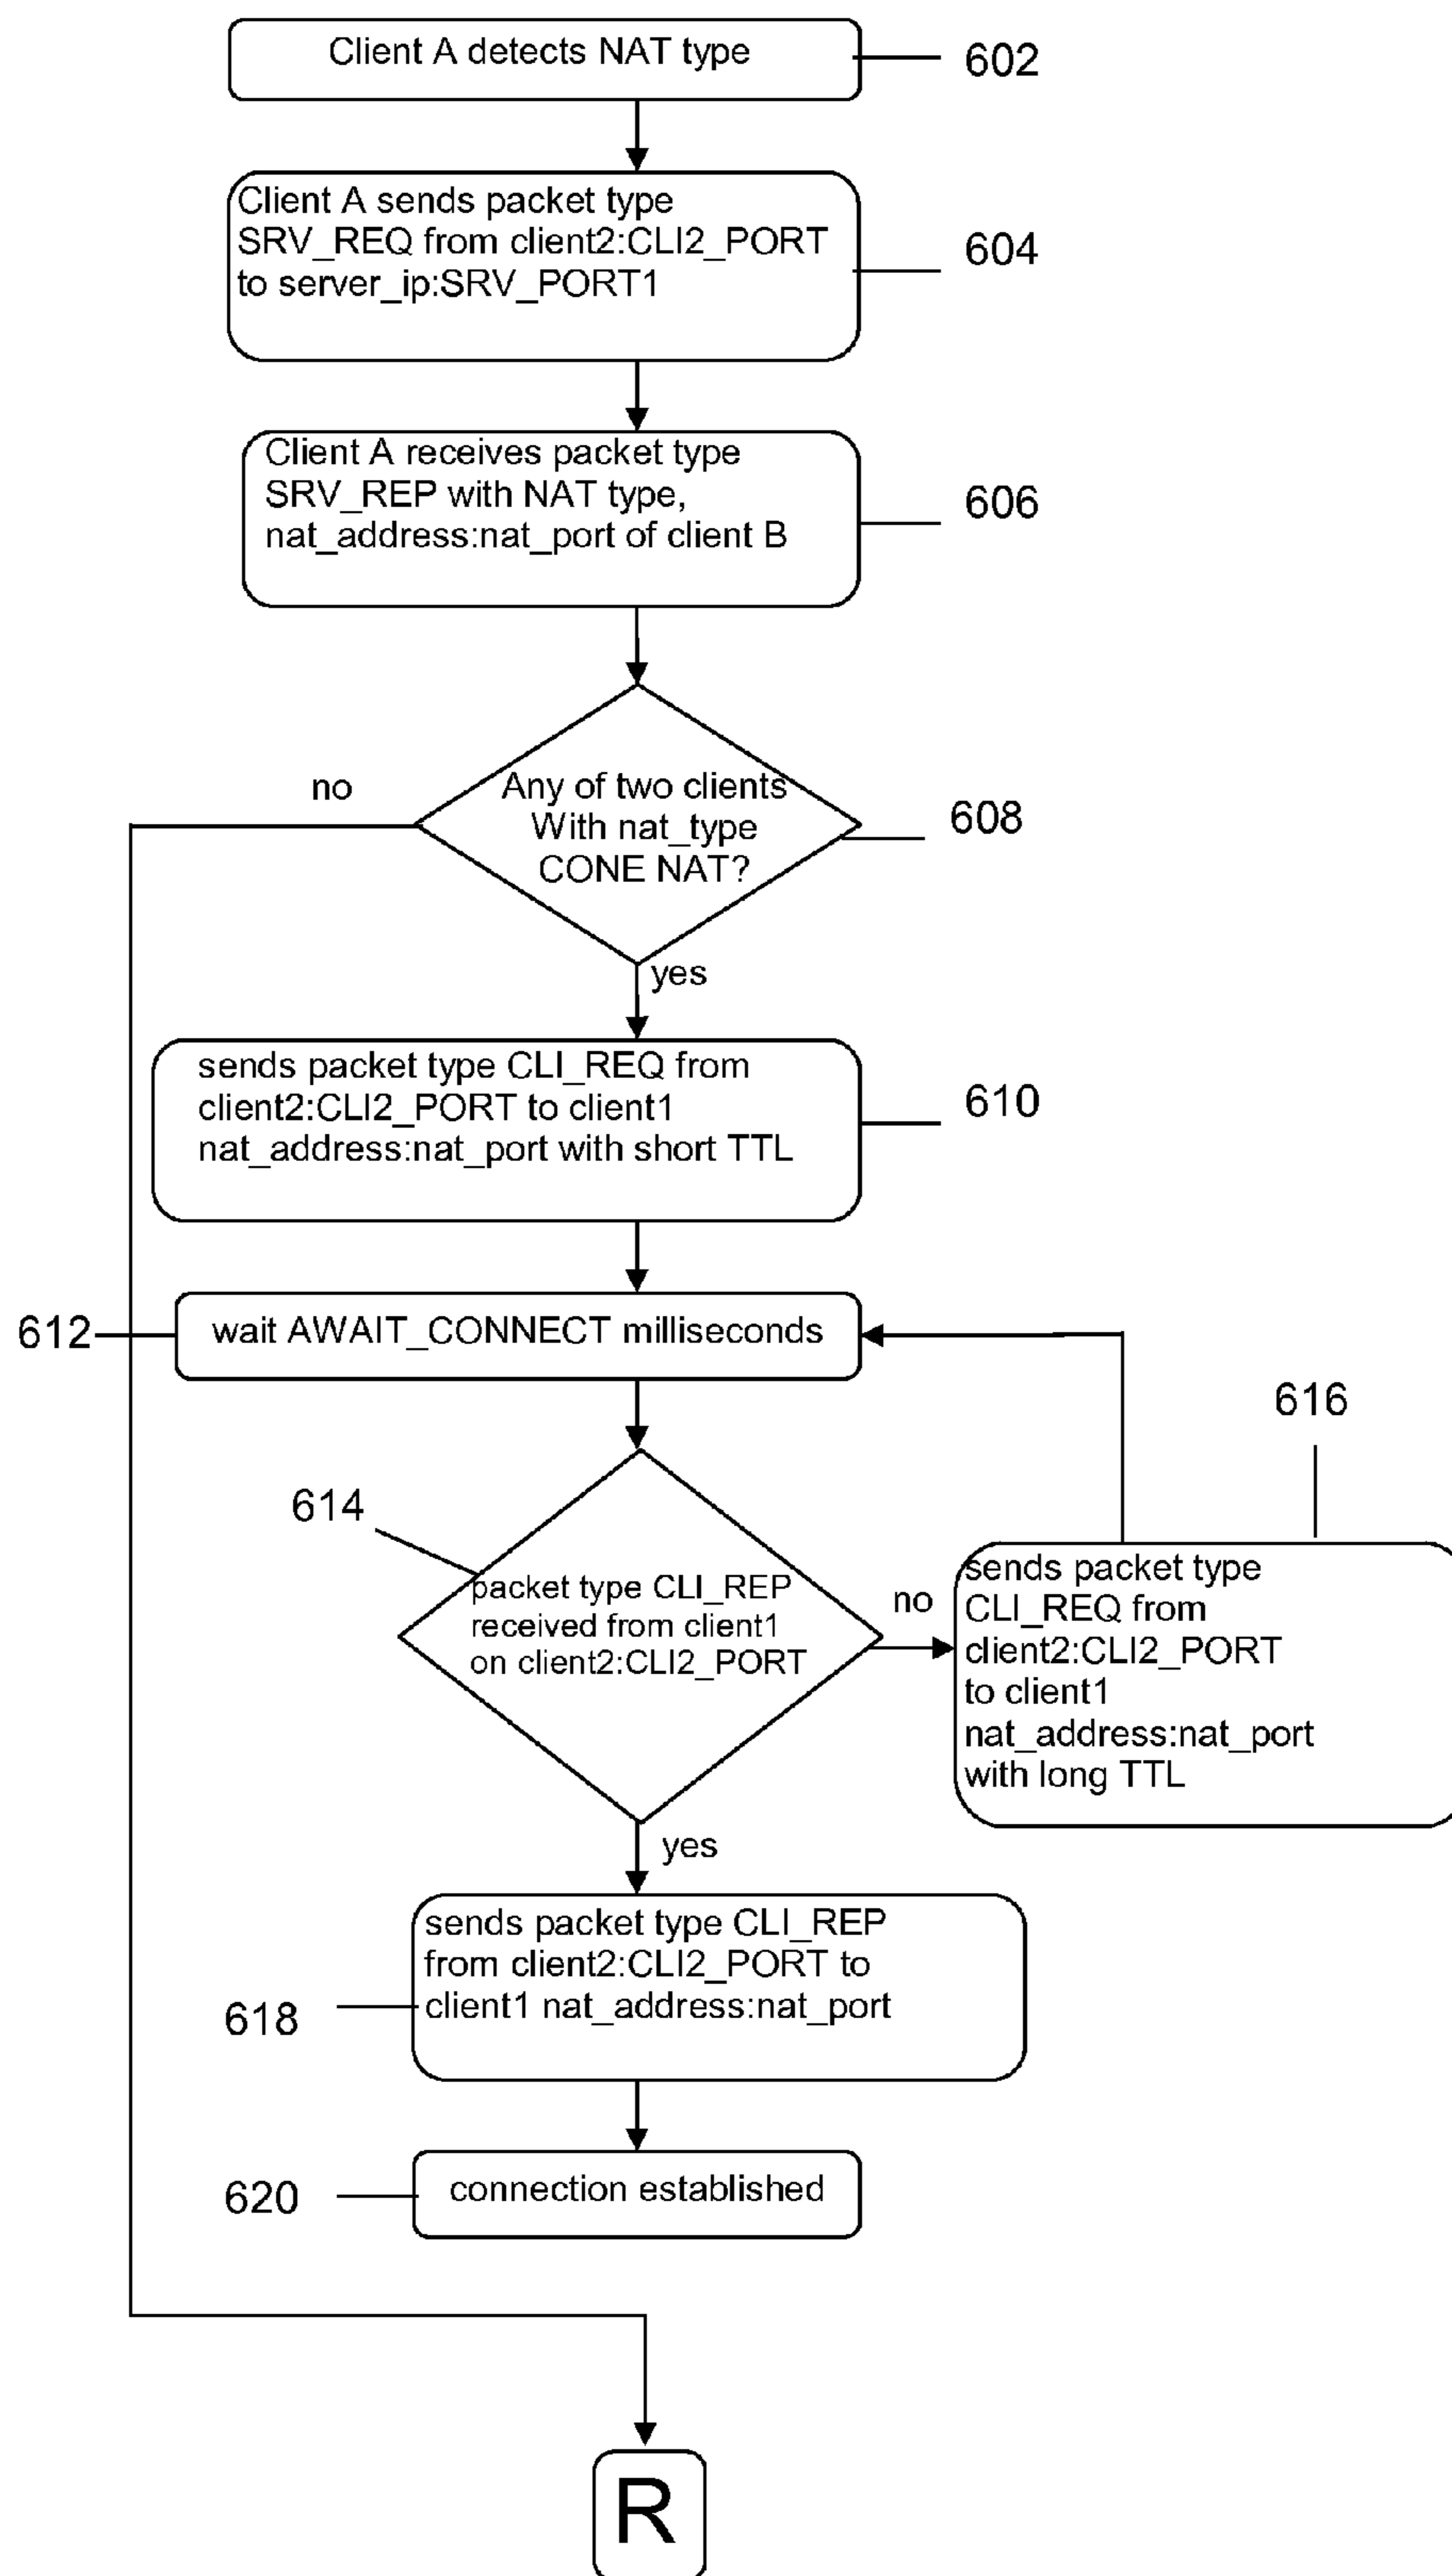 Client A detects NAT type
602
Client A sends packet type
SRV_REQ from client2:CLI2_PORT
to server_ip:SRV_PORT1
604
Client A receives packet type
SRV_REP with NAT type,
nat_address:nat_port of client B
606
no
Any of two clients
With nat_type
CONE NAT?
608
yes
sends packet type CLI_REQ from
client2:CLI2_PORT to client1
nat_address:nat_port with short TTL
610
612
wait AWAIT_CONNECT milliseconds
616
614
packet type CLI_REP
received from client1
on client2:CLI2_PORT
no
sends packet type
CLI_REQ from
client2:CLI2_PORT
to client1
nat_address:nat_port
with long TTL
yes
sends packet type CLI_REP
from client2:CLI2_PORT to
client1 nat_address:nat_port
618
620
connection established
R